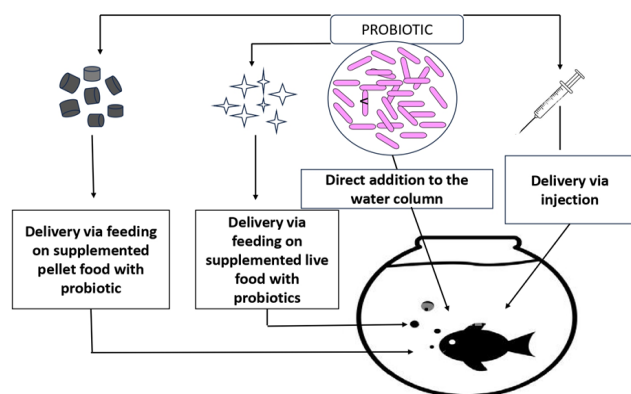 PROBIOTIC
Direct addition to the
water column
Delivery via
injection
Delivery via feeding
on supplemented
pellet food with
probiotic
Delivery via
feeding on
supplemented live
food with
probiotics